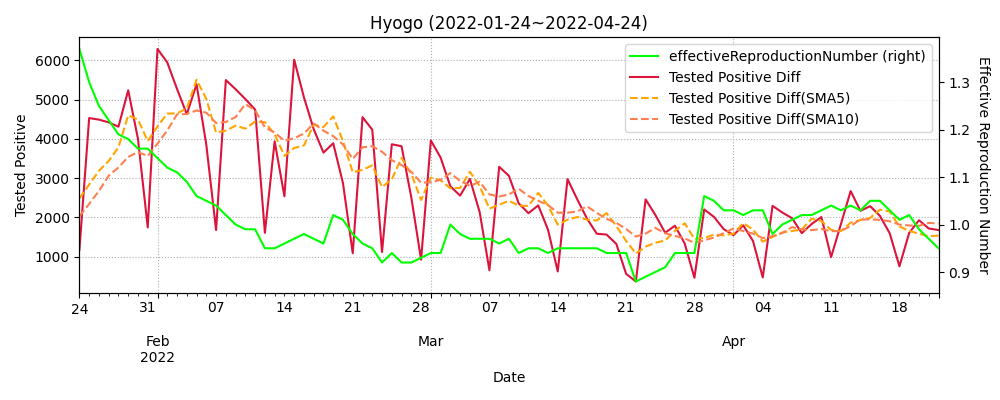 Hyogo (2022-01-24~2022-04-24)
effectiveReproductionNumber (right)
Tested Positive Diff
Tested Positive Diff(SMA5)
Tested Positive Diff(SMA10)
Tested Positive
6000
5000
4000
3000
2000
1000
Effective Reproduction Number
1.3
1.2
1.1
1.0
0.9
24 31 07 14 21 28 07 14 21 28 04 11 18
Feb Mar Apr
2022
Date